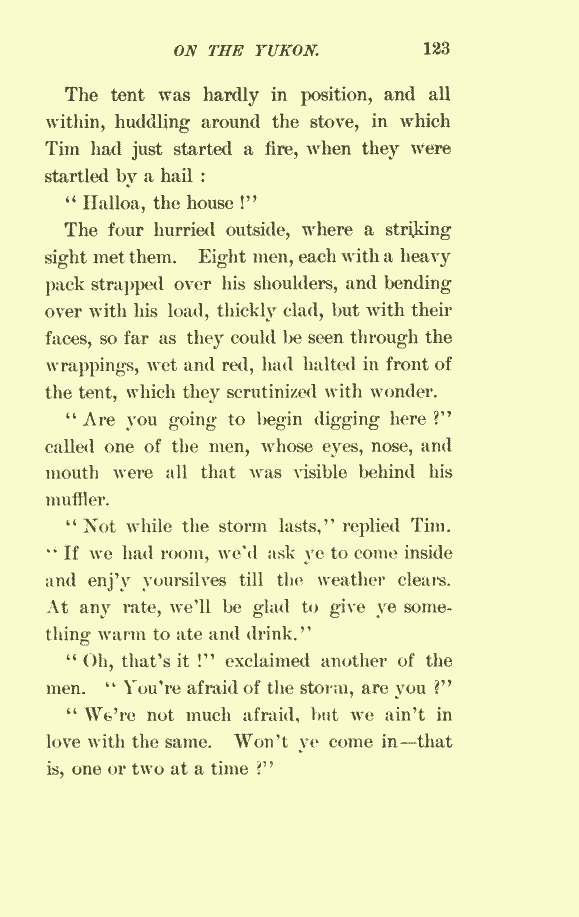 ON THE YUKON. 123
The tent was hardly in position, and all
within, huddling around the stove, in which
Tim had just started a fire, when they were
startled by a hail :
“ Halloa, the house !”
The four hurried outside, where a striking
sight met them. Eight men, each with a heavy
pack strapped over his shoulders, and bending
over with his load, thickly clad, but with their
faces, so far as they could be seen through the
wrappings, wet and red, had halted in front of
the tent, which they scrutinized with wonder.
“ Are you going to begin digging here ?”
called one of the men, whose eyes, nose, and
mouth were all that was visible behind his
muffler.
“ Not while the storm lasts,” replied Tim.
“ If we had room, we’d ask ye to come inside
and enj’y yoursilves till the weather clears.
At any rate, we’ll be glad to give ye some-
thing warm to ate and drink.”
“ Oh, that’s it !” exclaimed another of the
men. “ You’re afraid of the storm, are you ?”
“ We’re not much afraid, but we ain’t in
love with the same. Won’t ye come in—that
is, one or two at a time ?”